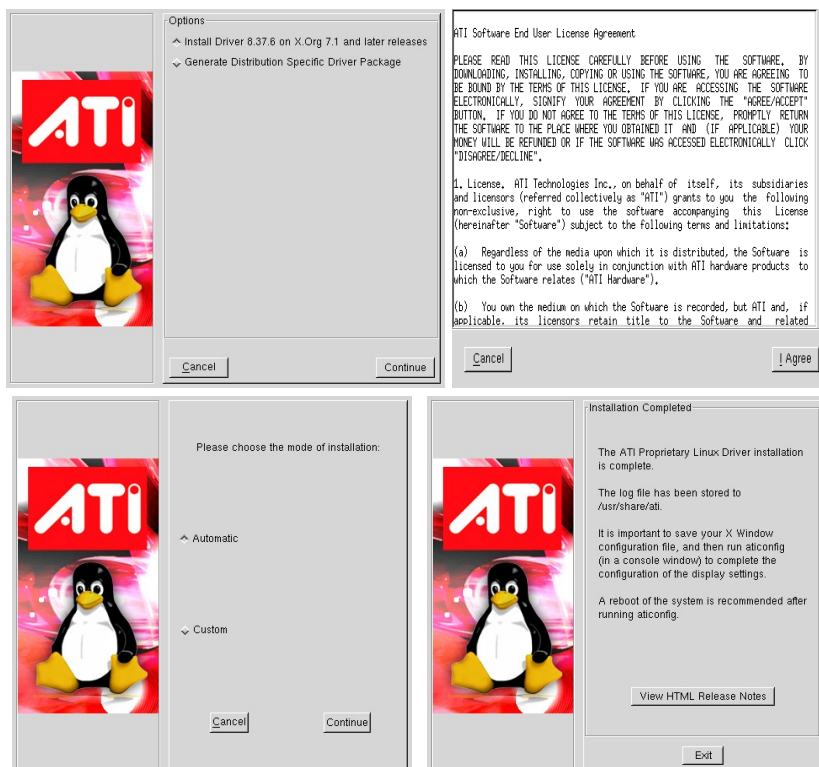 Options
Install Driver 8.37.6 on X.Org 7.1 and later releases
Generate Distribution Specific Driver Package
ATI
Cancel
Continue
ATI Software End User License Agreement
PLEASE READ THIS LICENSE CAREFULLY BEFORE USING THE SOFTWARE. BY
DOWNLOADING, INSTALLING, COPYING OR USING THE SOFTWARE, YOU ARE AGREEING TO
BE BOUND BY THE TERMS OF THIS LICENSE. IF YOU ARE ACCESSING THE SOFTWARE
ELECTRONICALLY, SIGNIFY YOUR AGREEMENT BY CLICKING THE "AGREE/ACCEPT"
BUTTON. IF YOU DO NOT AGREE TO THE TERMS OF THIS LICENSE, PROMPTLY RETURN
THE SOFTWARE TO THE PLACE WHERE YOU OBTAINED IT AND (IF APPLICABLE) YOUR
MONEY WILL BE REFUNDED OR IF THE SOFTWARE WAS ACCESSED ELECTRONICALLY CLICK
"DISAGREE/DECLINE".
1. License. ATI Technologies Inc., on behalf of itself, its subsidiaries
and licensors (referred collectively as "ATI") grants to you the following
non-exclusive, right to use the software accompanying this License
(hereinafter "Software") subject to the following terms and limitations:
(a) Regardless of the media upon which it is distributed, the Software is
licensed to you for use solely in conjunction with ATI hardware products to
which the Software relates ("ATI Hardware").
(b) You own the medium on which the Software is recorded, but ATI and, if
applicable, its licensors retain title to the Software and related
Cancel
I Agree
ATI
Please choose the mode of installation:
Automatic
Custom
Cancel
Continue
ATI
Installation Completed
The ATI Proprietary Linux Driver installation
is complete.
The log file has been stored to
/usr/share/ati.
It is important to save your X Window
configuration file, and then run aticonfig
(in a console window) to complete the
configuration of the display settings.
A reboot of the system is recommended after
running aticonfig.
View HTML Release Notes
Exit